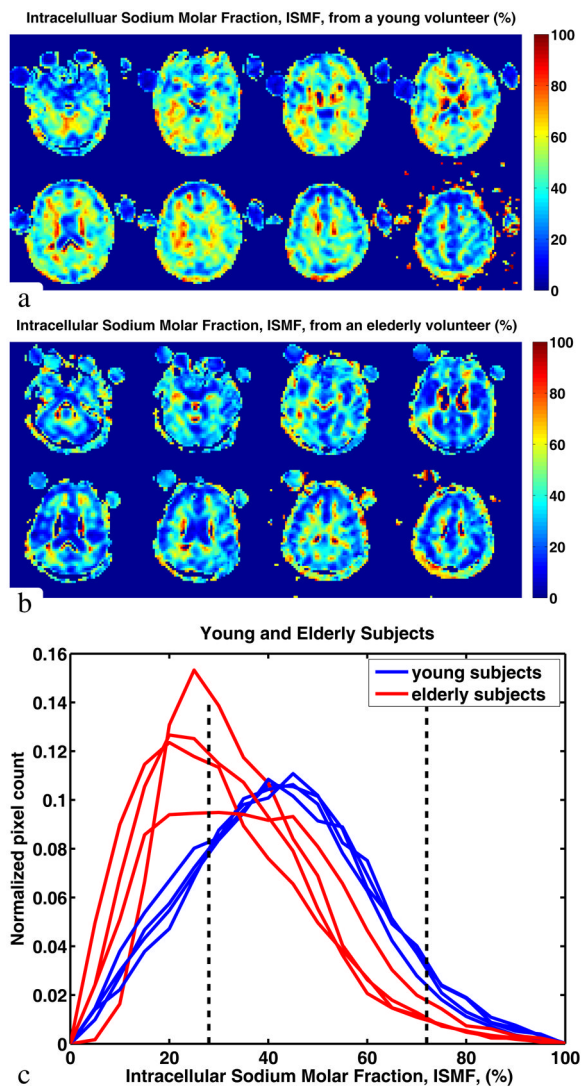 Intracelulluar Sodium Molar Fraction, ISMF, from a young volunteer (%)
100
80
60
40
20
0
a
Intracellular Sodium Molar Fraction, ISMF, from an elederly volunteer (%)
100
80
60
40
20
0
b
Young and Elderly Subjects
0.16
0.14
0.12
0.1
0.08
0.06
0.04
0.02
0
Normalized pixel count
young subjects
elderly subjects
0 20 40 60 80 100
Intracellular Sodium Molar Fraction, ISMF, (%)
c